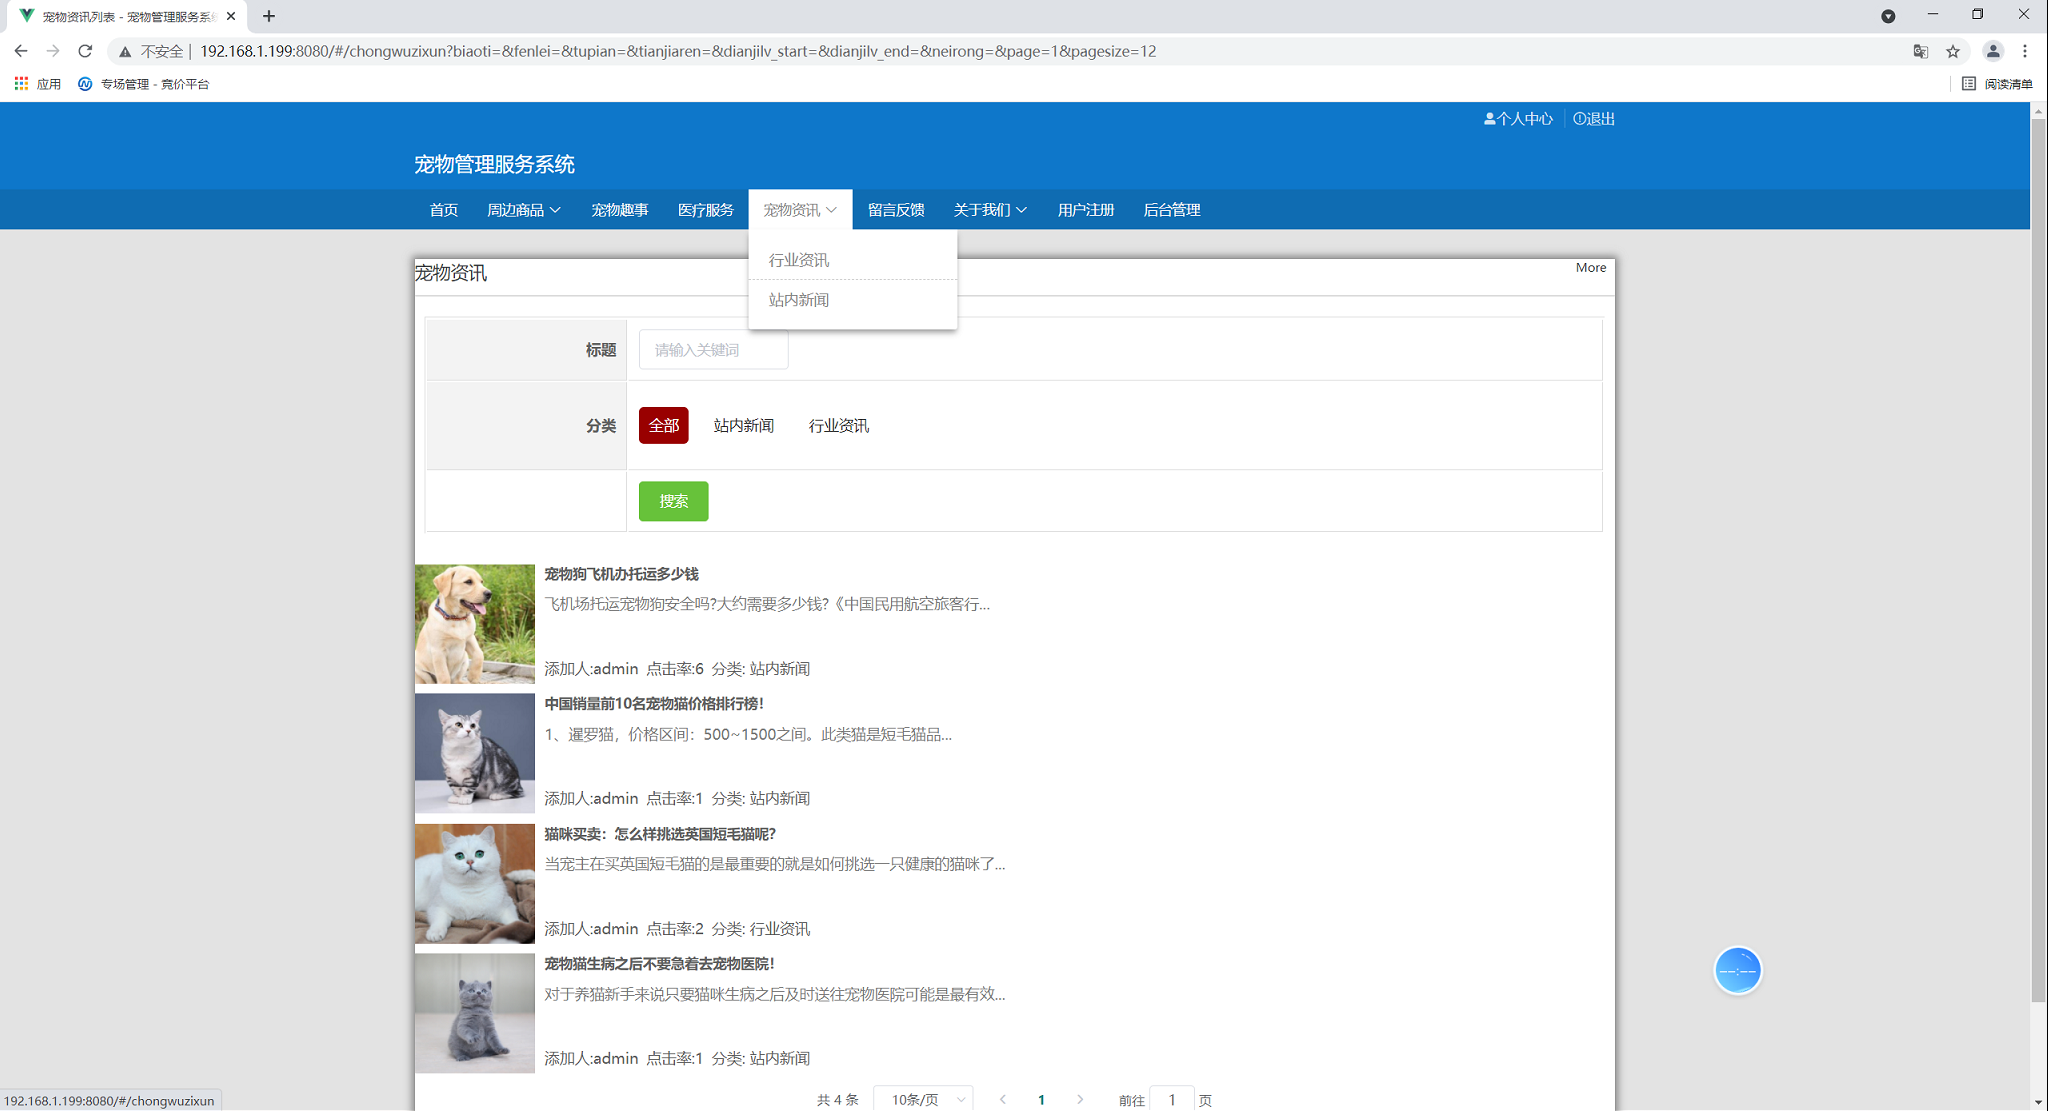 宠物资讯列表 - 宠物管理服务系
不安全 | 192.168.1.199:8080/#/chongwuzixun?biaoti=&fenlei=&tupian=&tianjiaren=&dianjilv_start=&dianjilv_end=&neirong=&page=1&pagesize=12
应用 专场管理 - 竞价平台 阅读清单
个人中心 退出
宠物管理服务系统
首页 周边商品 宠物趣事 医疗服务 宠物资讯 留言反馈 关于我们 用户注册 后台管理
行业资讯
站内新闻
宠物资讯 More
标题 请输入关键词
分类 全部 站内新闻 行业资讯
搜索
宠物狗飞机办托运多少钱
飞机场托运宠物狗安全吗?大约需要多少钱?《中国民用航空旅客行...
添加人:admin 点击率:6 分类: 站内新闻
中国销量前10名宠物猫价格排行榜！
1、暹罗猫，价格区间：500~1500之间。此类猫是短毛猫品...
添加人:admin 点击率:1 分类: 站内新闻
猫咪买卖：怎么样挑选英国短毛猫呢?
当宠主在买英国短毛猫的是最重要的就是如何挑选一只健康的猫咪了...
添加人:admin 点击率:2 分类: 行业资讯
宠物猫生病之后不要急着去宠物医院！
对于养猫新手来说只要猫咪生病之后及时送往宠物医院可能是最有效...
添加人:admin 点击率:1 分类: 站内新闻
共 4 条 10条/页 1 前往 1 页
192.168.1.199:8080/#/chongwuzixun
--:--